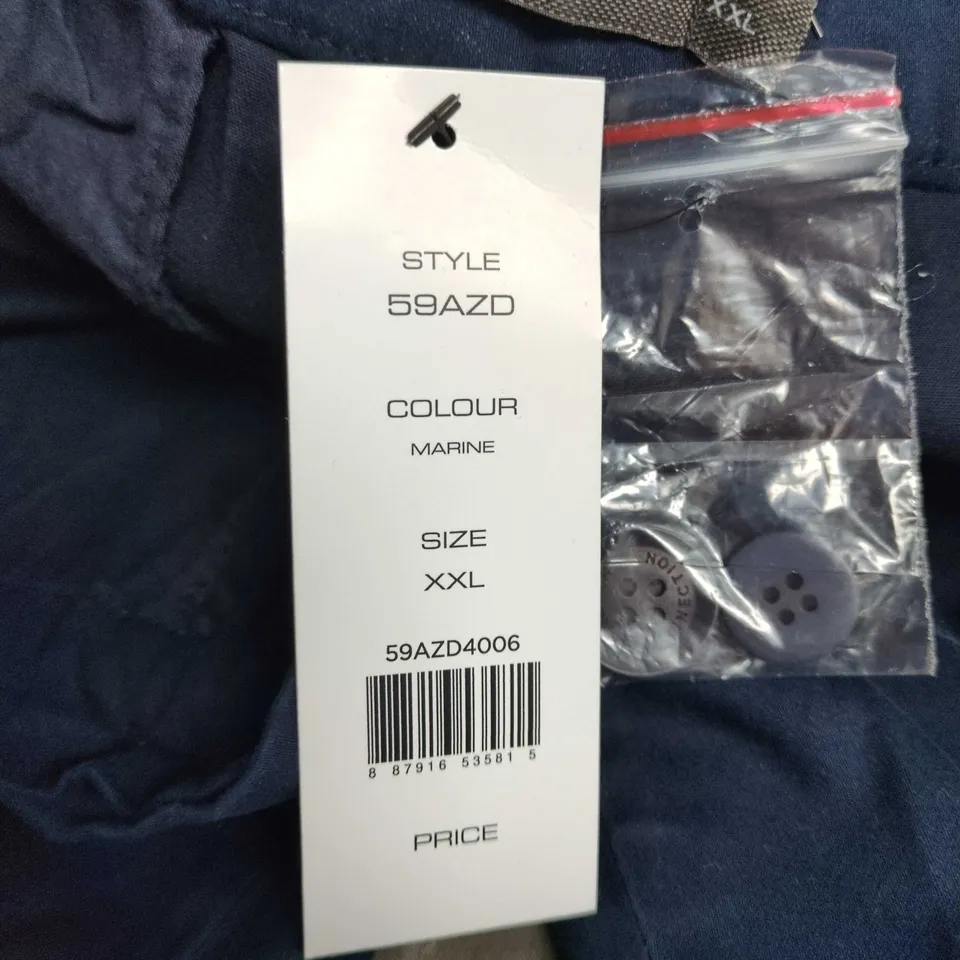 XXL
STYLE
59AZD
COLOUR
MARINE
SIZE
XXL
59AZD4006
8 87916 53581 5
PRICE